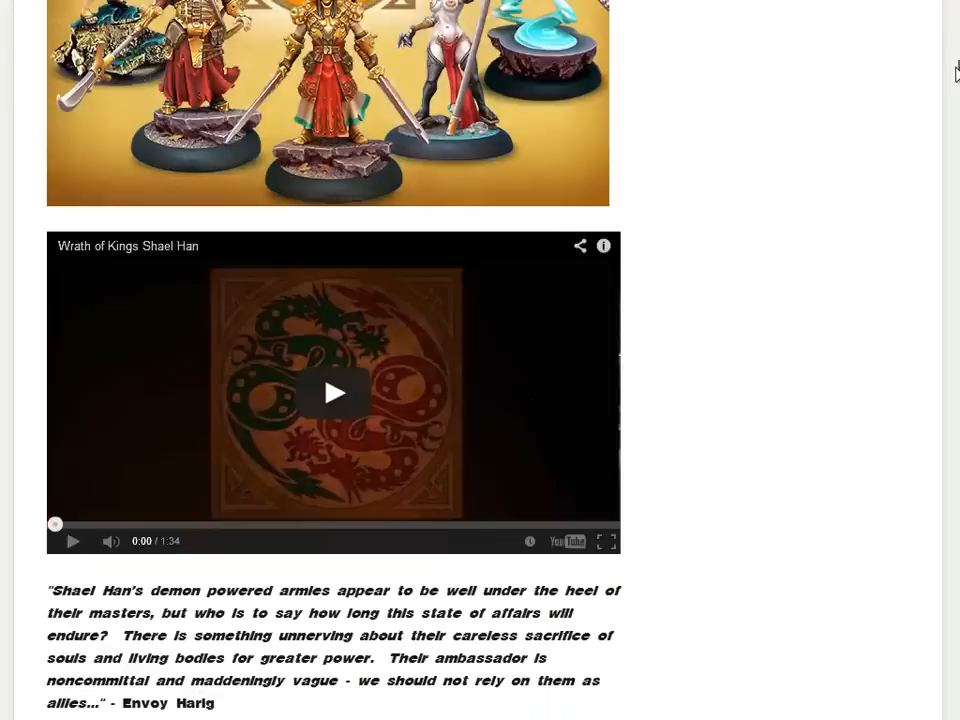 Wrath of Kings Shael Han
0:00 / 1:34
YouTube
"Shael Han's demon powered armies appear to be well under the heel of
their masters, but who is to say how long this state of affairs will
endure? There is something unnerving about their careless sacrifice of
souls and living bodies for greater power. Their ambassador is
noncommittal and maddeningly vague - we should not rely on them as
allies..." - Envoy Harig